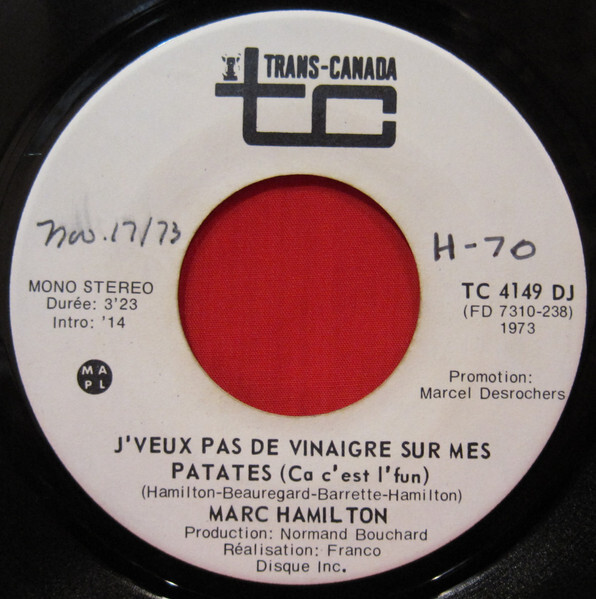 TRANS-CANADA
tc
Nov. 17/73
H-70
MONO STEREO
Durée: 3'23
Intro: '14
TC 4149 DJ
(FD 7310-238)
1973
M A
P L
Promotion:
Marcel Desrochers
J'VEUX PAS DE VINAIGRE SUR MES
PATATES (Ca c'est l'fun)
(Hamilton-Beauregard-Barrette-Hamilton)
MARC HAMILTON
Production: Normand Bouchard
Réalisation: Franco
Disque Inc.